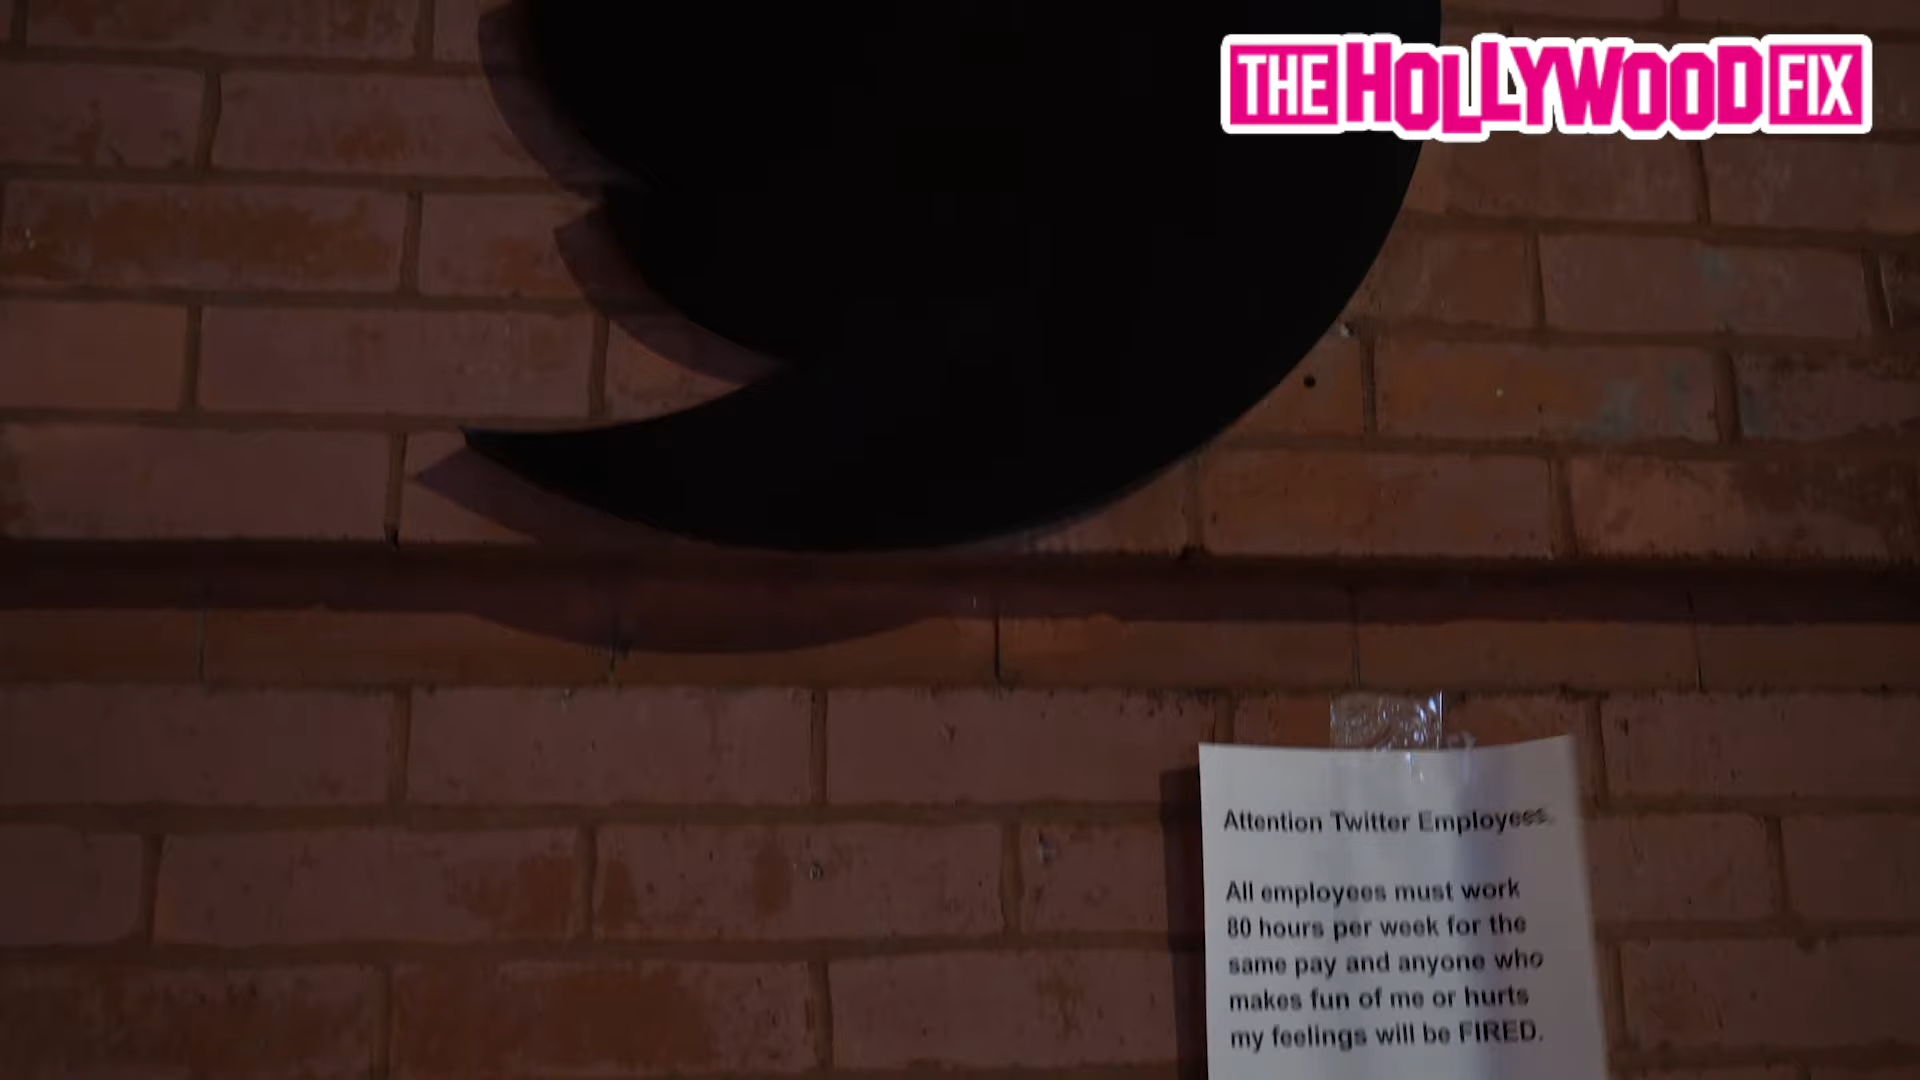 THE HOLLYWOOD FIX
Attention Twitter Employees,
All employees must work
80 hours per week for the
same pay and anyone who
makes fun of me or hurts
my feelings will be FIRED.